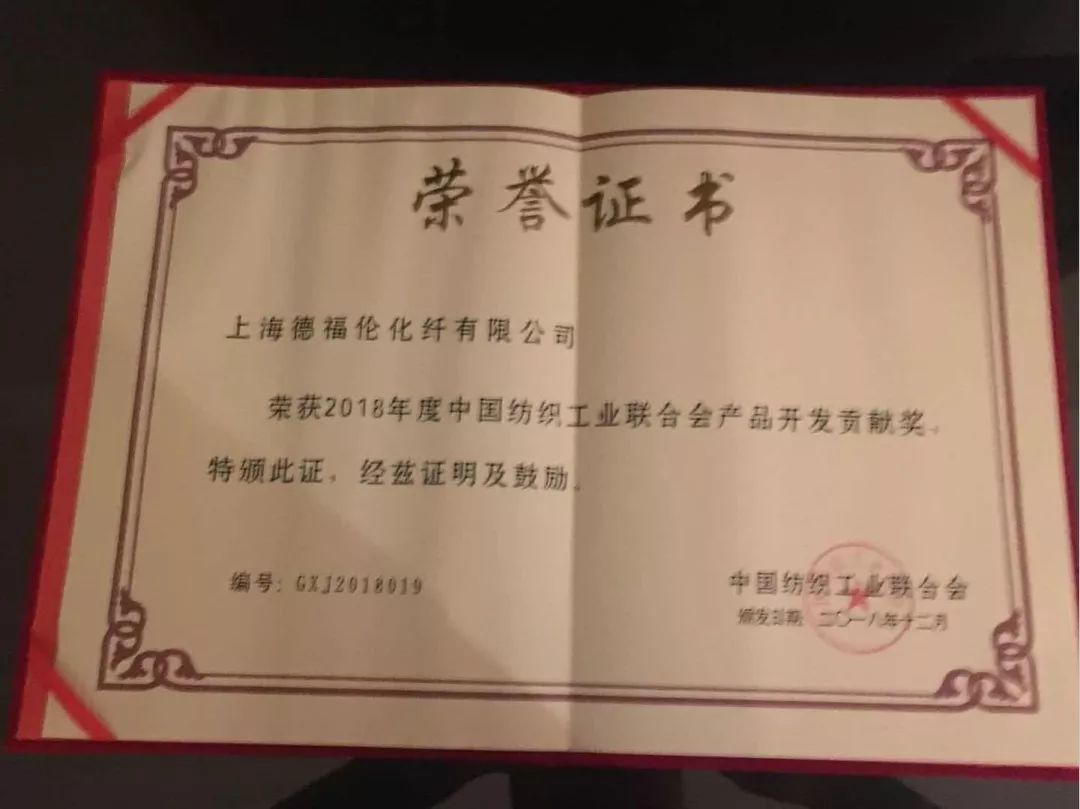 荣誉证书
上海德福伦化纤有限公司
荣获2018年度中国纺织工业联合会产品开发贡献奖。
特颁此证，经兹证明及鼓励。
编号：GXJ2018019
中国纺织工业联合会
颁发日期：二〇一八年十二月